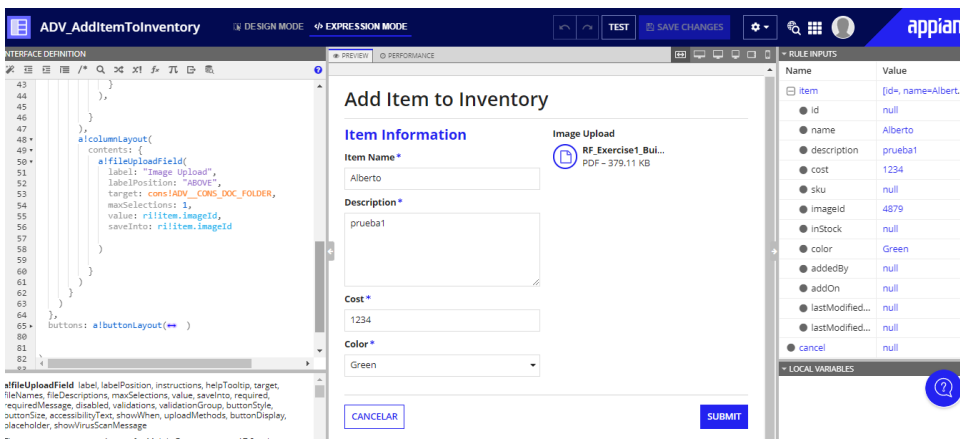 ADV_AddItemToInventory
DESIGN MODE
</> EXPRESSION MODE
TEST
SAVE CHANGES
appian
INTERFACE DEFINITION
PREVIEW
PERFORMANCE
RULE INPUTS
43 }
44 ),
45
46 }
47 ),
48 a!columnLayout(
49 contents: {
50 a!fileUploadField(
51 label: "Image Upload",
52 labelPosition: "ABOVE",
53 target: cons!ADV__CONS_DOC_FOLDER,
54 maxSelections: 1,
55 value: ri!item.imageId,
56 saveInto: ri!item.imageId
57
58 )
59
60 }
61 )
62 }
63 )
64 },
65 buttons: a!buttonLayout( )
80
81
82
a!fileUploadField label, labelPosition, instructions, helpTooltip, target,
fileNames, fileDescriptions, maxSelections, value, saveInto, required,
requiredMessage, disabled, validations, validationGroup, buttonStyle,
buttonSize, accessibilityText, showWhen, uploadMethods, buttonDisplay,
placeholder, showVirusScanMessage
Add Item to Inventory
Item Information
Item Name *
Alberto
Description *
prueba1
Cost *
1234
Color *
Green
CANCELAR
SUBMIT
Image Upload
RF_Exercise1_Bui...
PDF – 379.11 KB
Name Value
item [id=, name=Albert,
id null
name Alberto
description prueba1
cost 1234
sku null
imageId 4879
inStock null
color Green
addedBy null
addOn null
lastModified... null
lastModified... null
cancel null
LOCAL VARIABLES